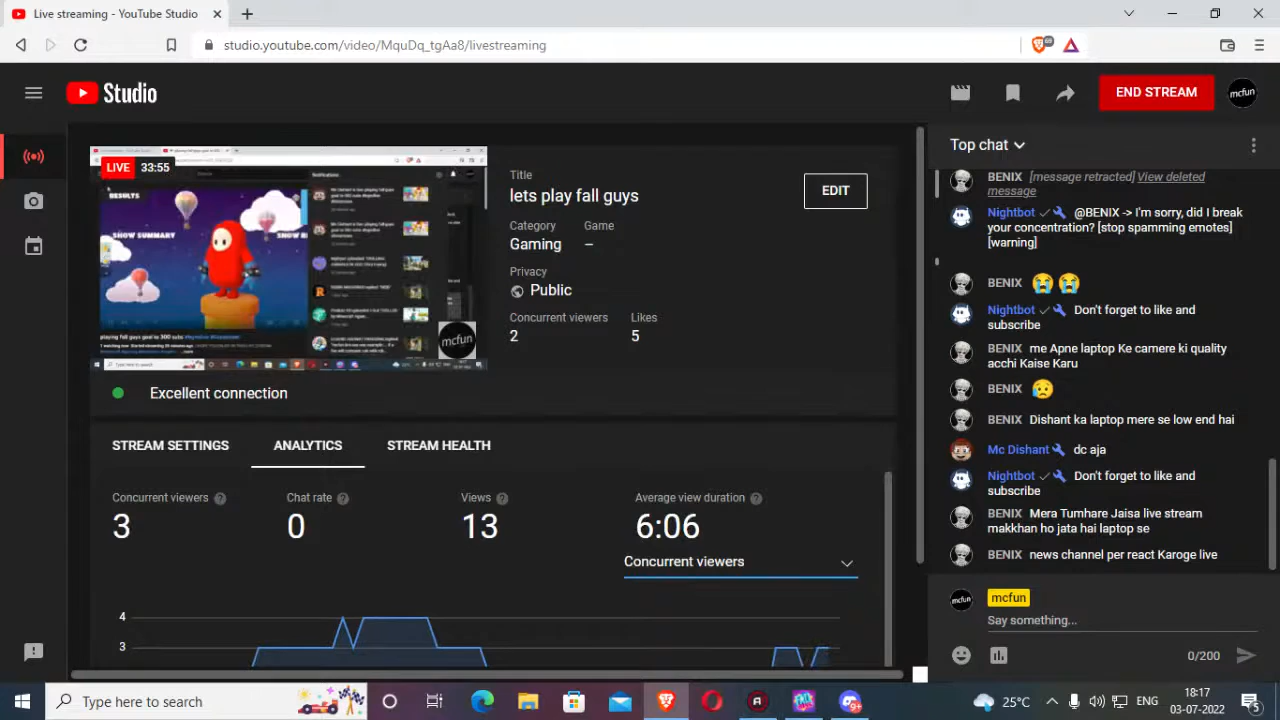 Live streaming - YouTube Studio
studio.youtube.com/video/MquDq_tgAa8/livestreaming
Studio
END STREAM
mcfun
LIVE 33:55
RESULTS
SHOW SUMMARY
mcfun
Title
lets play fall guys
EDIT
Category Game
Gaming –
Privacy
Public
Concurrent viewers Likes
2 5
Excellent connection
STREAM SETTINGS ANALYTICS STREAM HEALTH
Concurrent viewers Chat rate Views Average view duration
3 0 13 6:06
Concurrent viewers
4
3
Top chat
BENIX [message retracted] View deleted
message
Nightbot @BENIX -> I'm sorry, did I break
your concentration? [stop spamming emotes]
[warning]
BENIX 😭😭
Nightbot Don't forget to like and
subscribe
BENIX me Apne laptop Ke camere ki quality
acchi Kaise Karu
BENIX 😥
BENIX Dishant ka laptop mere se low end hai
Mc Dishant dc aja
Nightbot Don't forget to like and
subscribe
BENIX Mera Tumhare Jaisa live stream
makkhan ho jata hai laptop se
BENIX news channel per react Karoge live
mcfun
mcfun
Say something...
0/200
Type here to search
25°C
ENG
18:17
03-07-2022
5